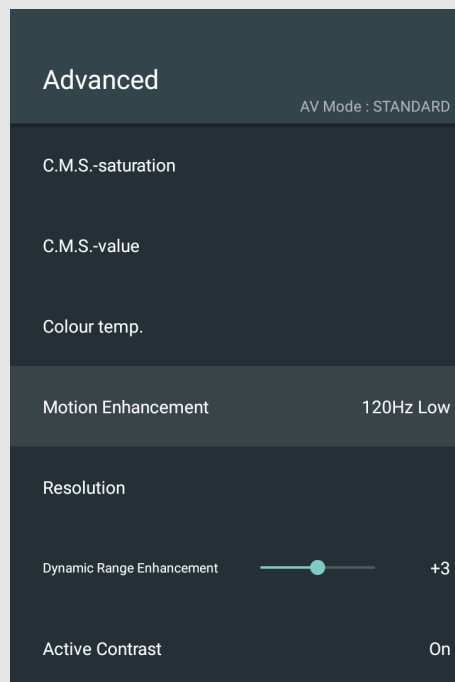 Advanced
AV Mode : STANDARD
C.M.S.-saturation
C.M.S.-value
Colour temp.
Motion Enhancement 120Hz Low
Resolution
Dynamic Range Enhancement +3
Active Contrast On